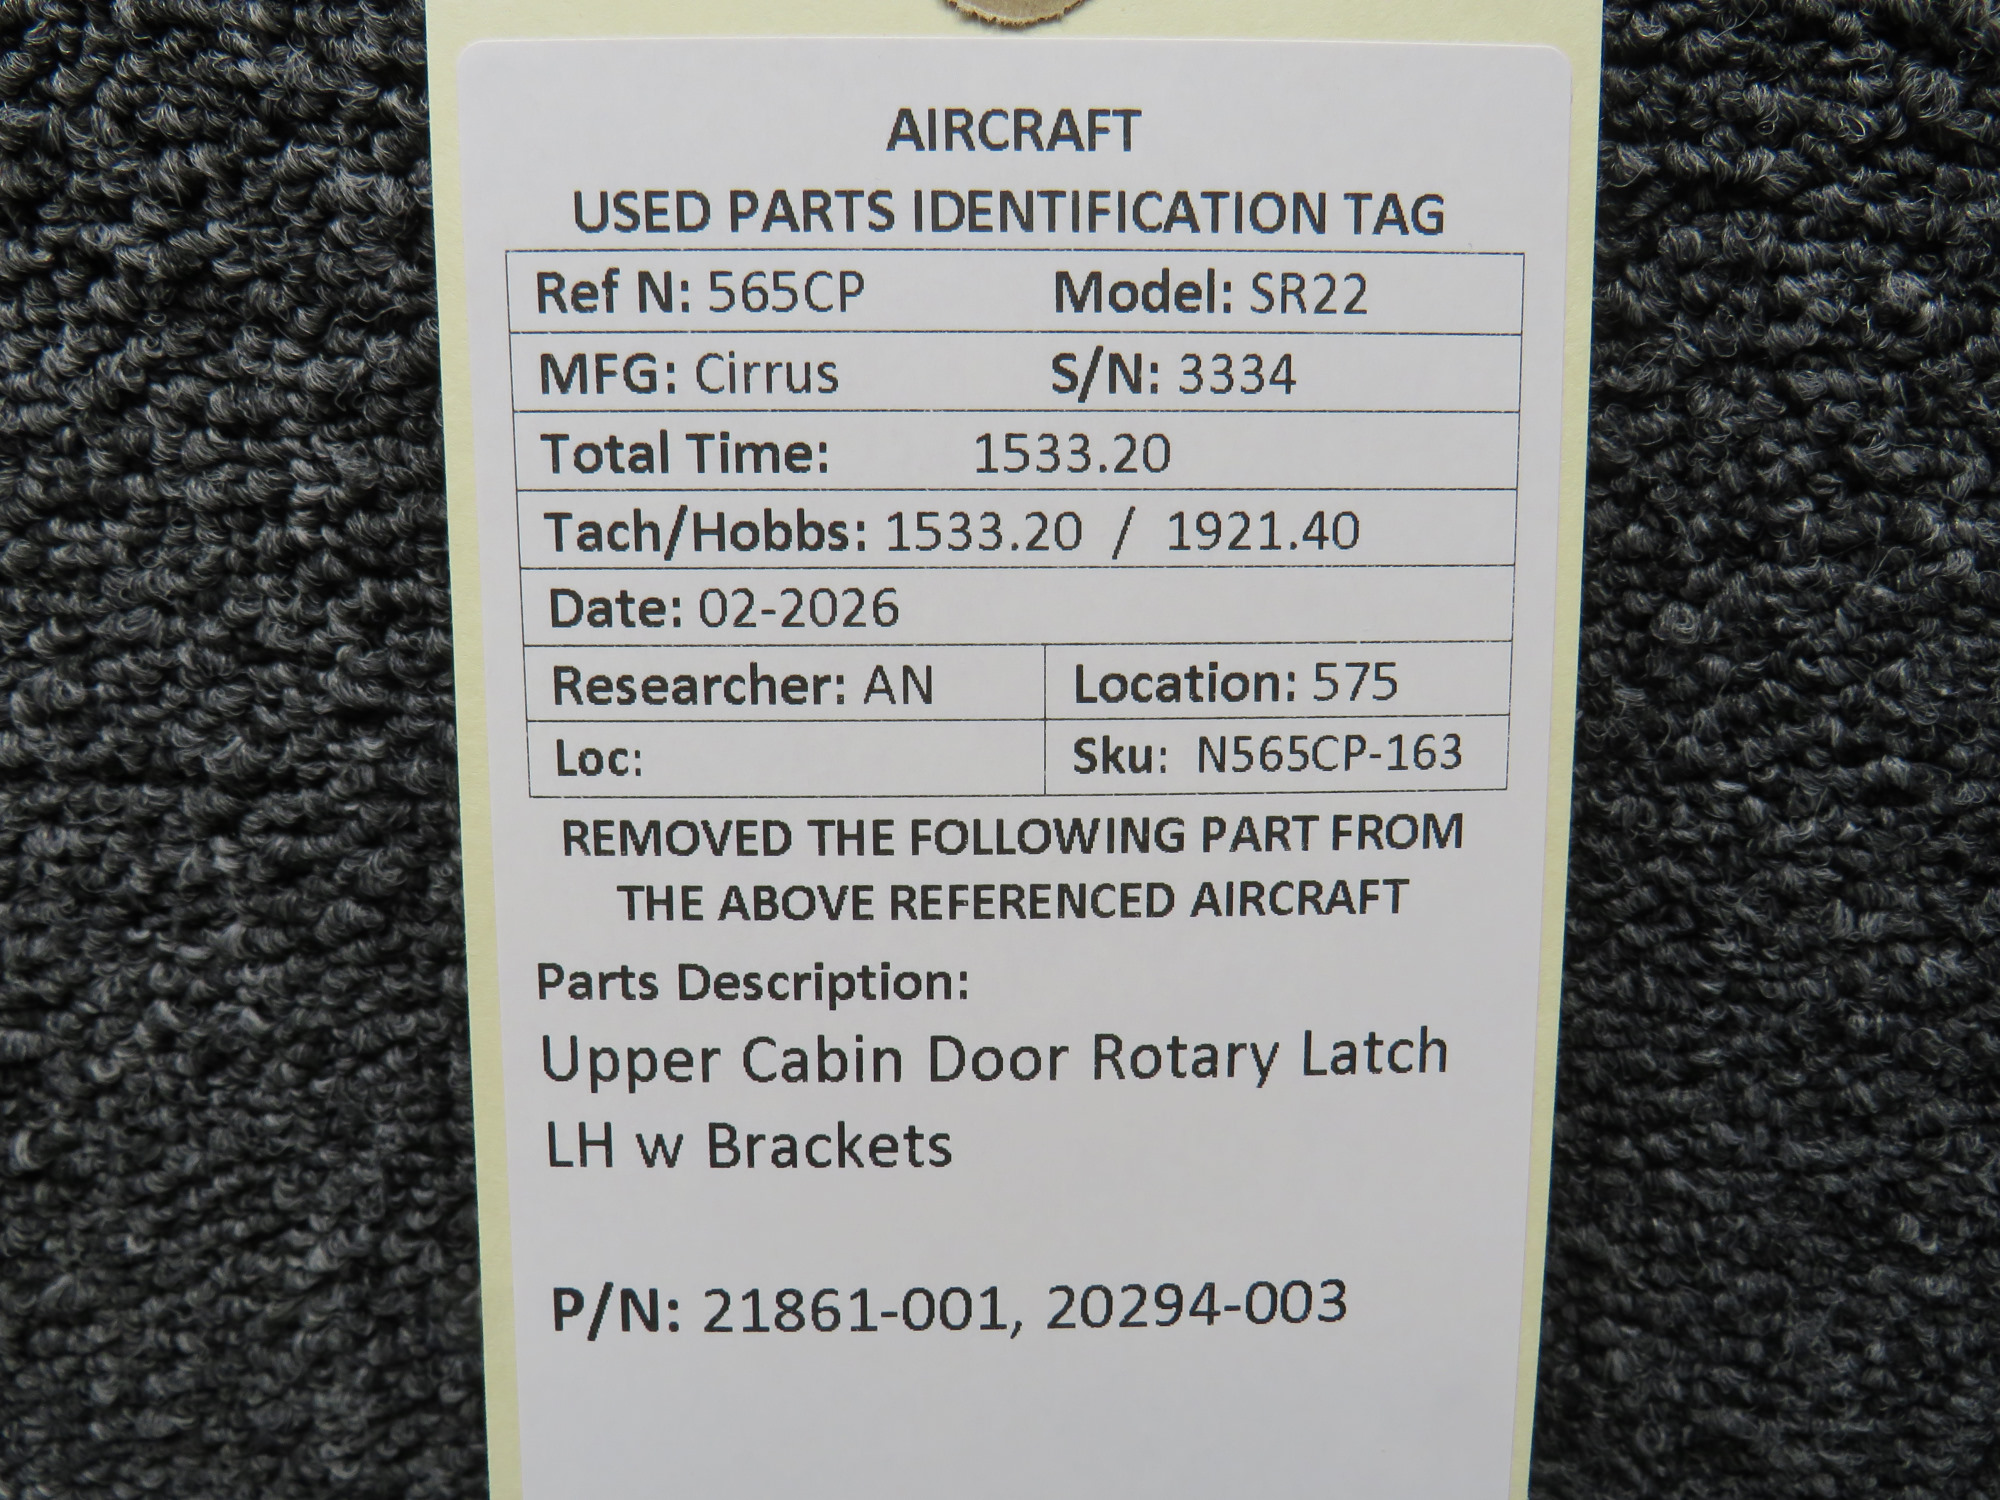 AIRCRAFT
USED PARTS IDENTIFICATION TAG
Ref N: 565CP Model: SR22
MFG: Cirrus S/N: 3334
Total Time: 1533.20
Tach/Hobbs: 1533.20 / 1921.40
Date: 02-2026
Researcher: AN Location: 575
Loc: Sku: N565CP-163
REMOVED THE FOLLOWING PART FROM
THE ABOVE REFERENCED AIRCRAFT
Parts Description:
Upper Cabin Door Rotary Latch
LH w Brackets
P/N: 21861-001, 20294-003